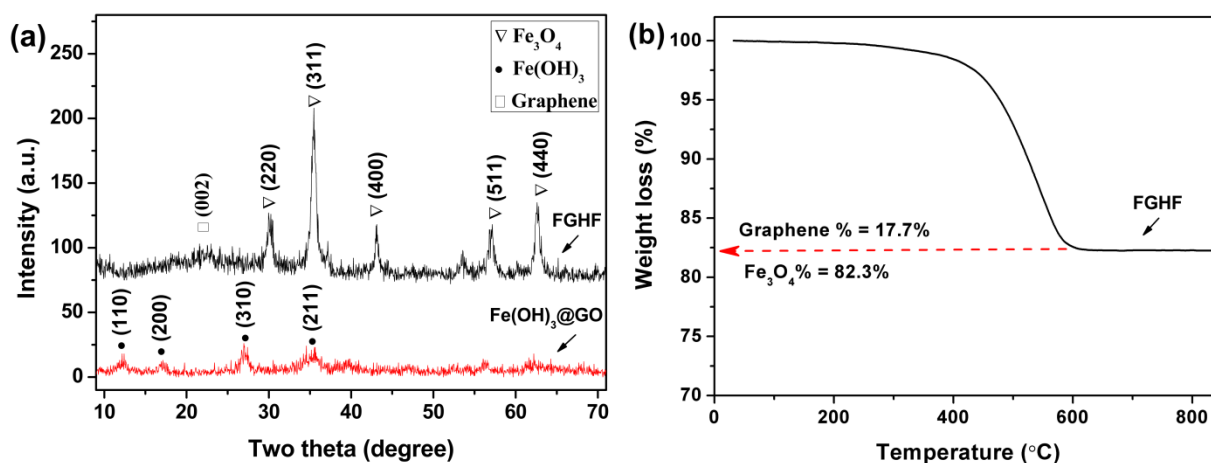 (a)
Intensity (a.u.)
250
200
150
100
50
25
0
▽ Fe₃O₄
● Fe(OH)₃
□ Graphene
(002)
(220)
(311)
(400)
(511)
(440)
FGHF
(110)
(200)
(310)
(211)
Fe(OH)₃@GO
10 20 30 40 50 60 70
Two theta (degree)
(b)
Weight loss (%)
100
95
90
85
80
75
70
FGHF
Graphene % = 17.7%
Fe₃O₄% = 82.3%
0 200 400 600 800
Temperature (°C)